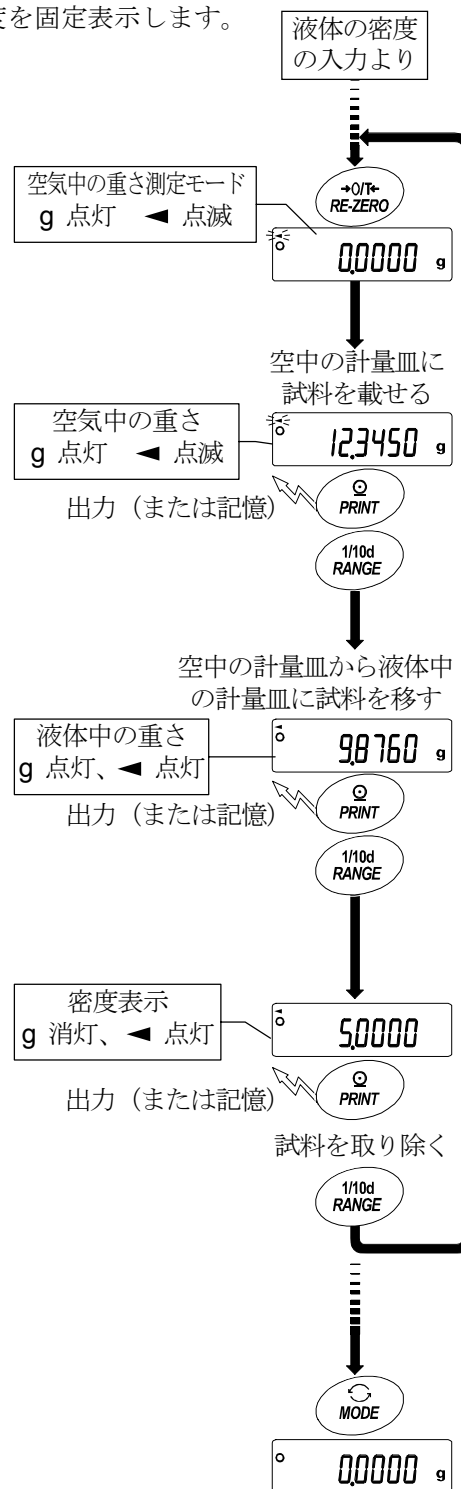 度を固定表示します。
液体の密度
の入力より
→0/T←
RE-ZERO
空気中の重さ測定モード
g 点灯 ◄ 点滅
0.0000 g
空中の計量皿に
試料を載せる
空気中の重さ
g 点灯 ◄ 点滅
12.3450 g
出力（または記憶）
PRINT
1/10d
RANGE
空中の計量皿から液体中
の計量皿に試料を移す
液体中の重さ
g 点灯、◄ 点灯
9.8760 g
出力（または記憶）
PRINT
1/10d
RANGE
密度表示
g 消灯、◄ 点灯
5.0000
出力（または記憶）
PRINT
試料を取り除く
1/10d
RANGE
MODE
0.0000 g